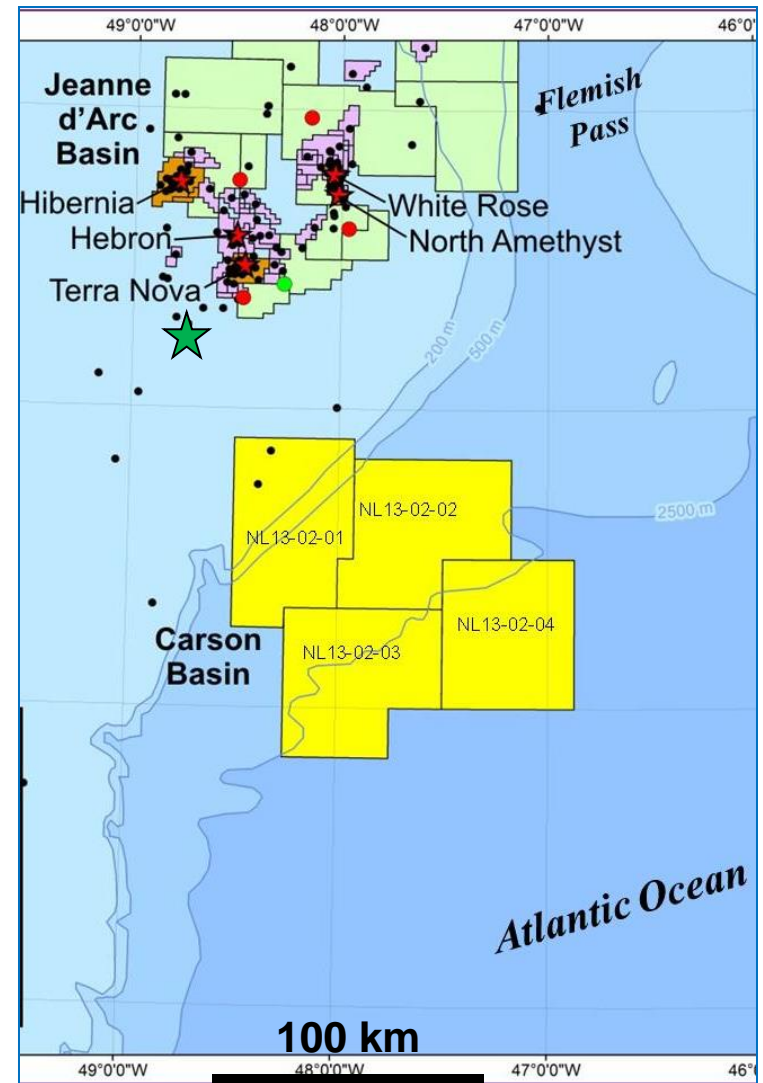 49°0'0"W 48°0'0"W 47°0'0"W 46°0'
Jeanne
d'Arc
Basin
Flemish
Pass
Hibernia
White Rose
Hebron
North Amethyst
Terra Nova
200 m
500 m
NL13-02-02
2500 m
NL13-02-01
NL13-02-04
Carson
Basin
NL13-02-03
Atlantic Ocean
100 km
49°0'0"W 48°0'0"W 47°0'0"W 46°0'